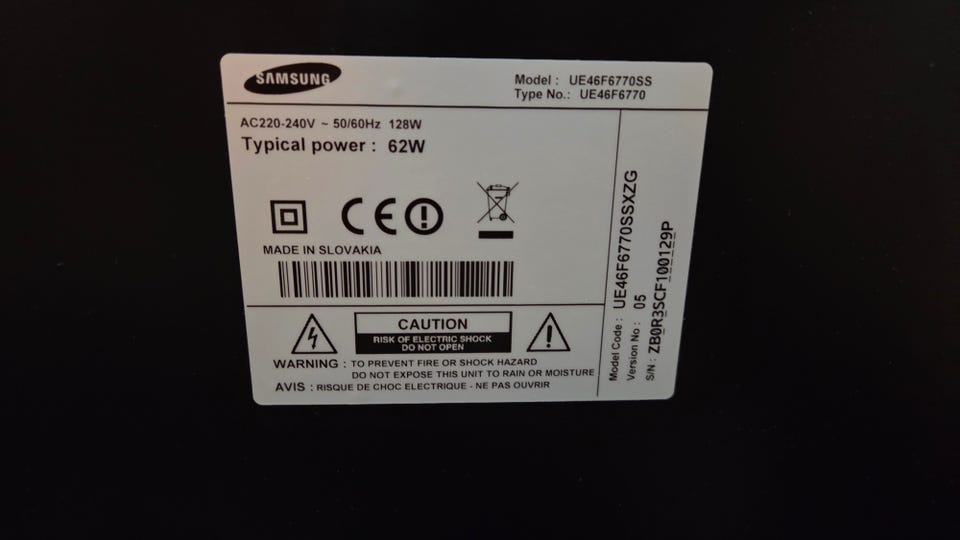 SAMSUNG
Model : UE46F6770SS
Type No.: UE46F6770
AC220-240V ~ 50/60Hz 128W
Typical power : 62W
CE
MADE IN SLOVAKIA
CAUTION
RISK OF ELECTRIC SHOCK
DO NOT OPEN
WARNING : TO PREVENT FIRE OR SHOCK HAZARD
DO NOT EXPOSE THIS UNIT TO RAIN OR MOISTURE
AVIS : RISQUE DE CHOC ELECTRIQUE - NE PAS OUVRIR
Model Code : UE46F6770SSXZG
Version No : 05
S/N : ZB0R3SCF100129P